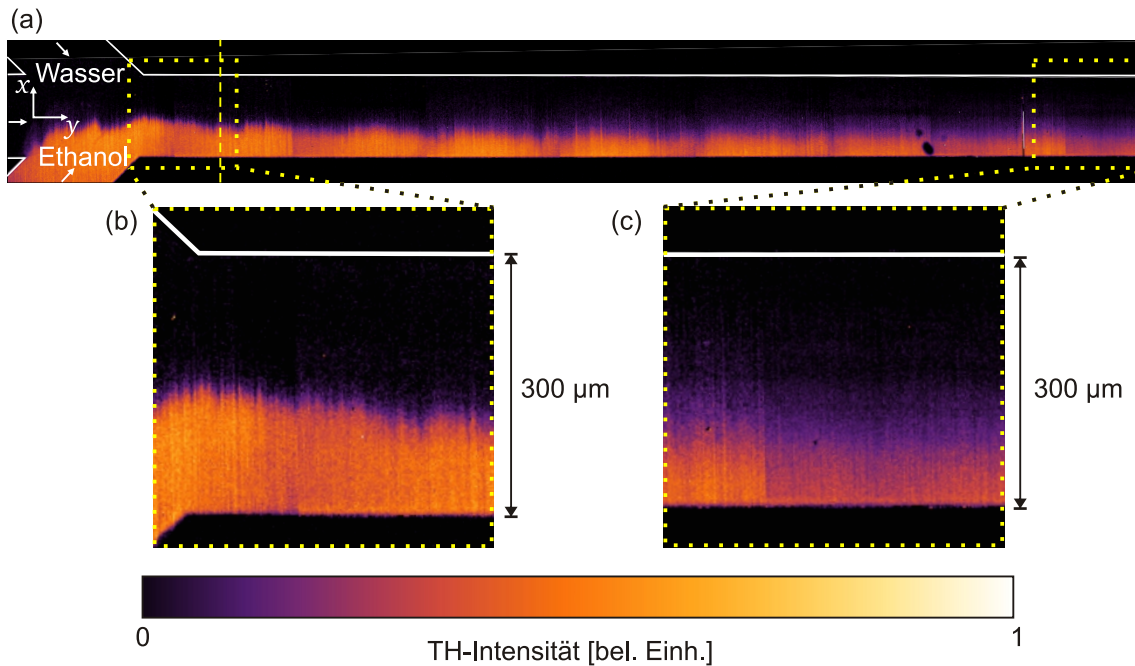 (a)
Wasser
x
y
Ethanol
(b)
(c)
300 µm
300 µm
0
1
TH-Intensität [bel. Einh.]